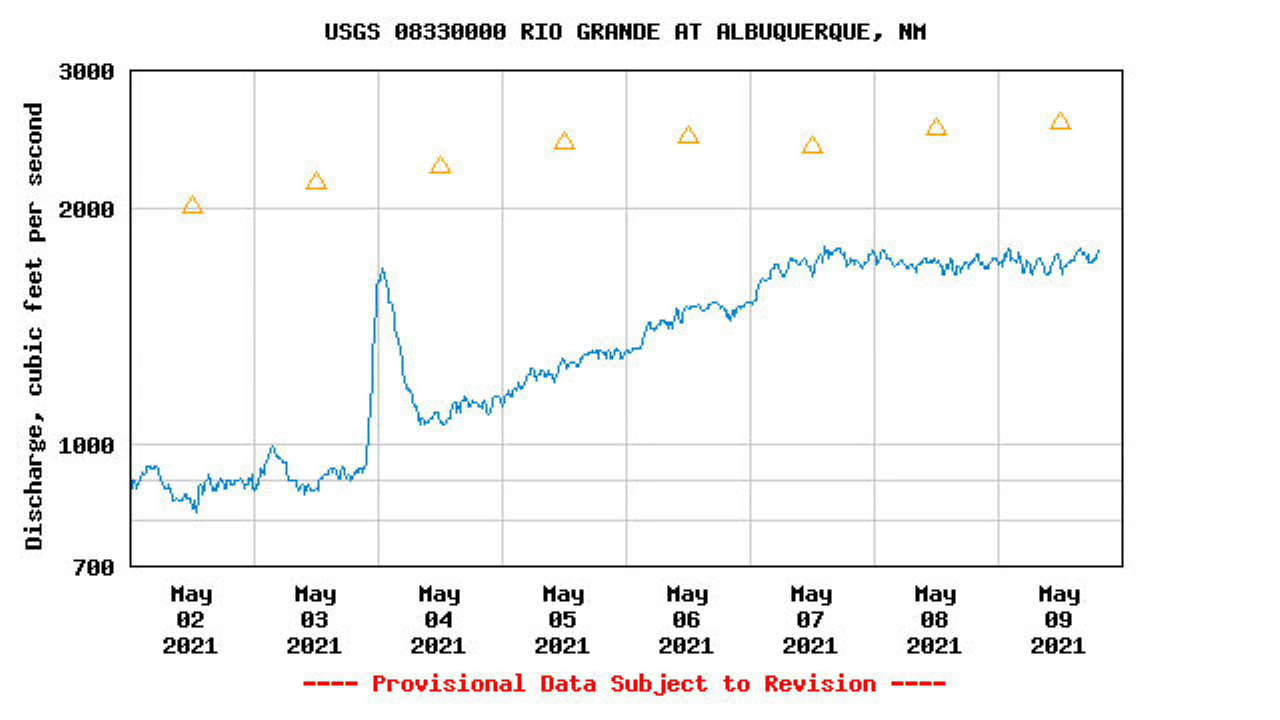 USGS 08330000 RIO GRANDE AT ALBUQUERQUE, NM
Discharge, cubic feet per second
3000
2000
1000
700
May May May May May May May May
02 03 04 05 06 07 08 09
2021 2021 2021 2021 2021 2021 2021 2021
---- Provisional Data Subject to Revision ----